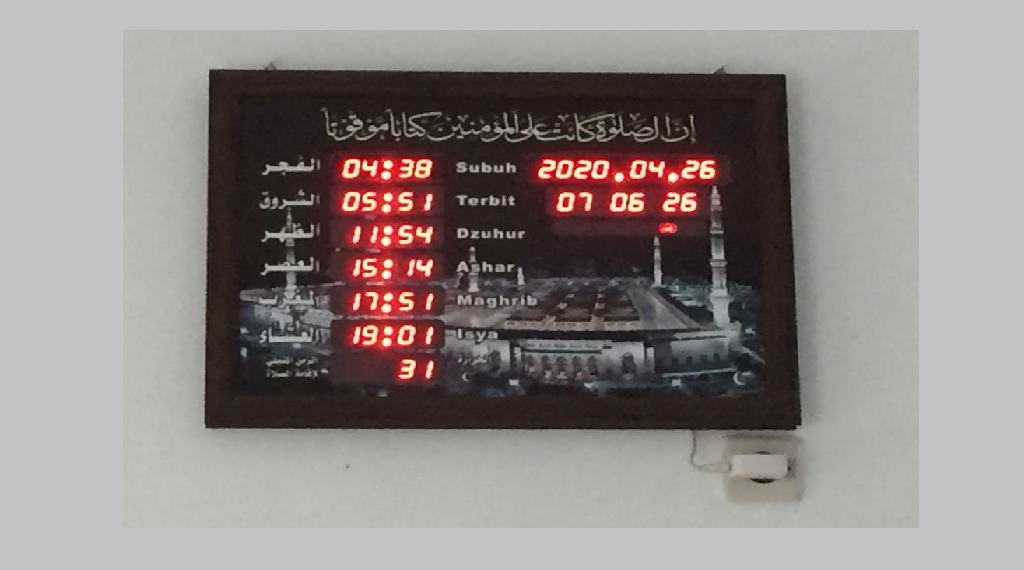 إن الصلوة كانت على المؤمنين كتابا موقوتا
الفجر 04:38 Subuh 2020.04.26
الشروق 05:51 Terbit 07 06 26
الظهر 11:54 Dzuhur
العصر 15:14 Ashar
المغرب 17:51 Maghrib
العشاء 19:01 Isya
31